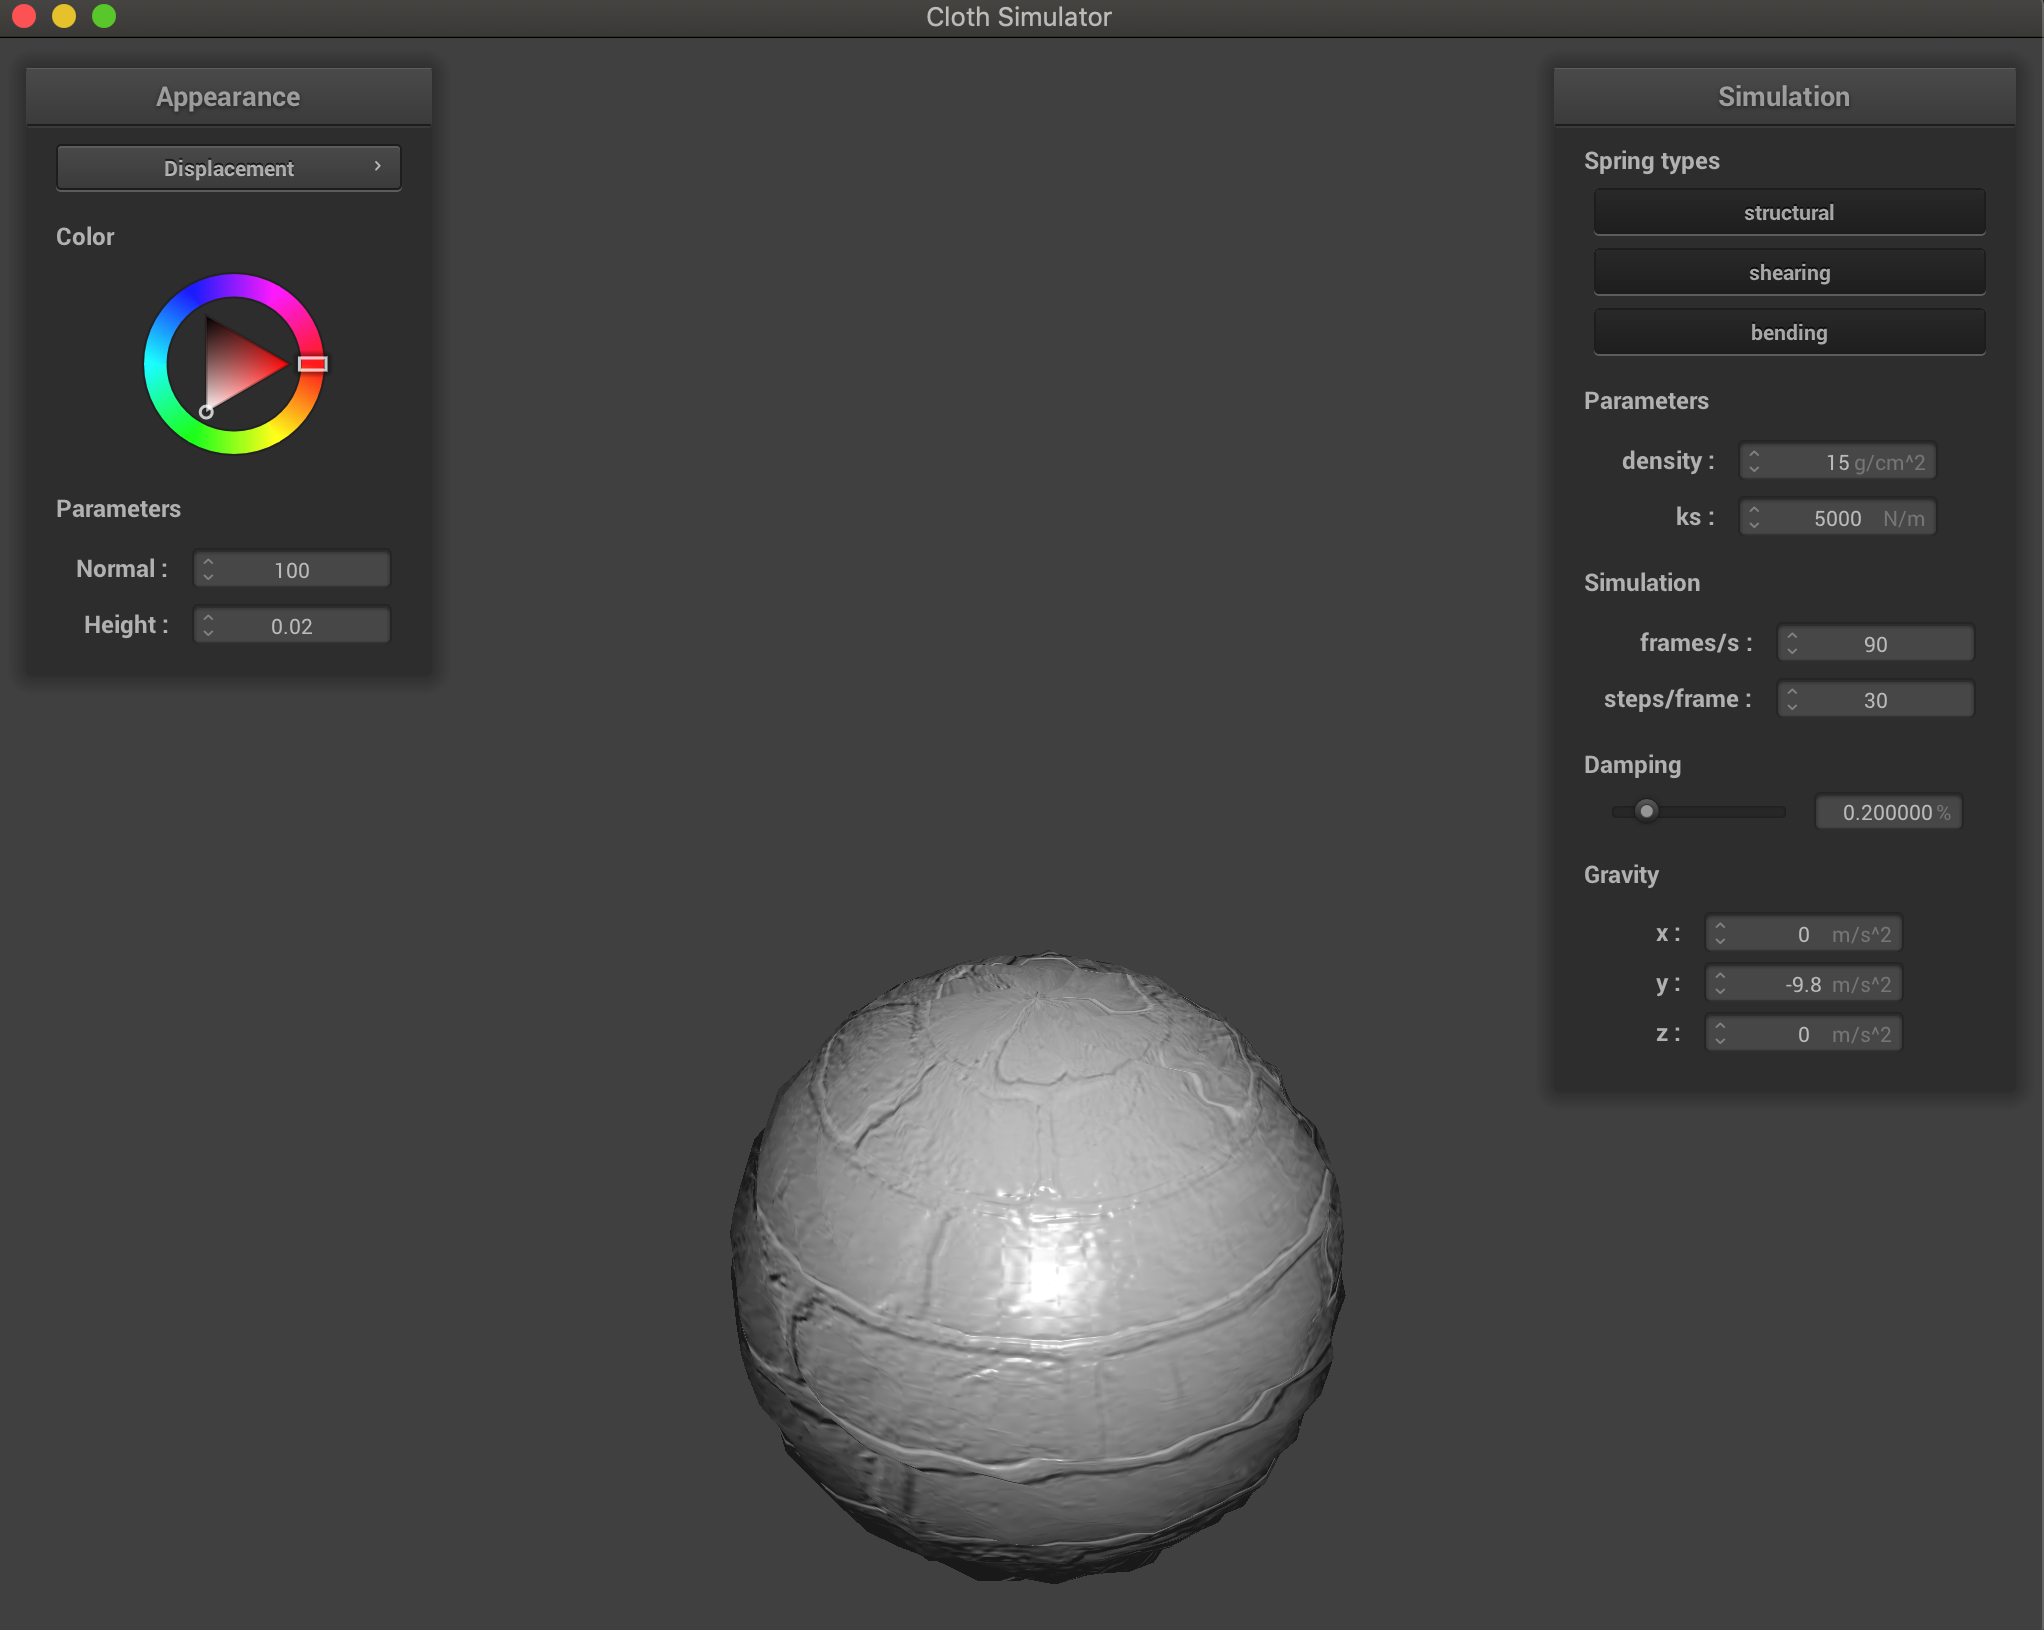 Cloth Simulator
Appearance
Displacement
Color
Parameters
Normal : 100
Height : 0.02
Simulation
Spring types
structural
shearing
bending
Parameters
density : 15 g/cm^2
ks : 5000 N/m
Simulation
frames/s : 90
steps/frame : 30
Damping
0.200000 %
Gravity
x : 0 m/s^2
y : -9.8 m/s^2
z : 0 m/s^2